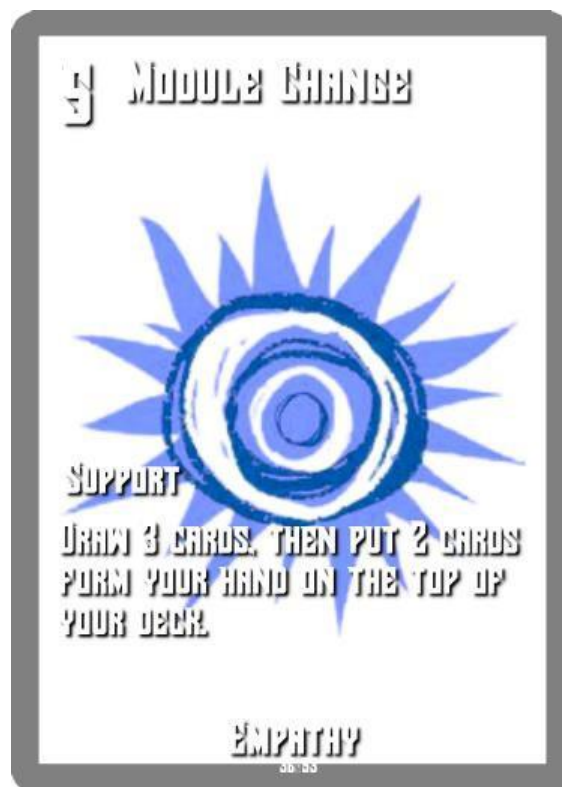 S Module Change
Support
Draw 3 cards. then put 2 cards
form your hand on the top of
your deck.
Empathy